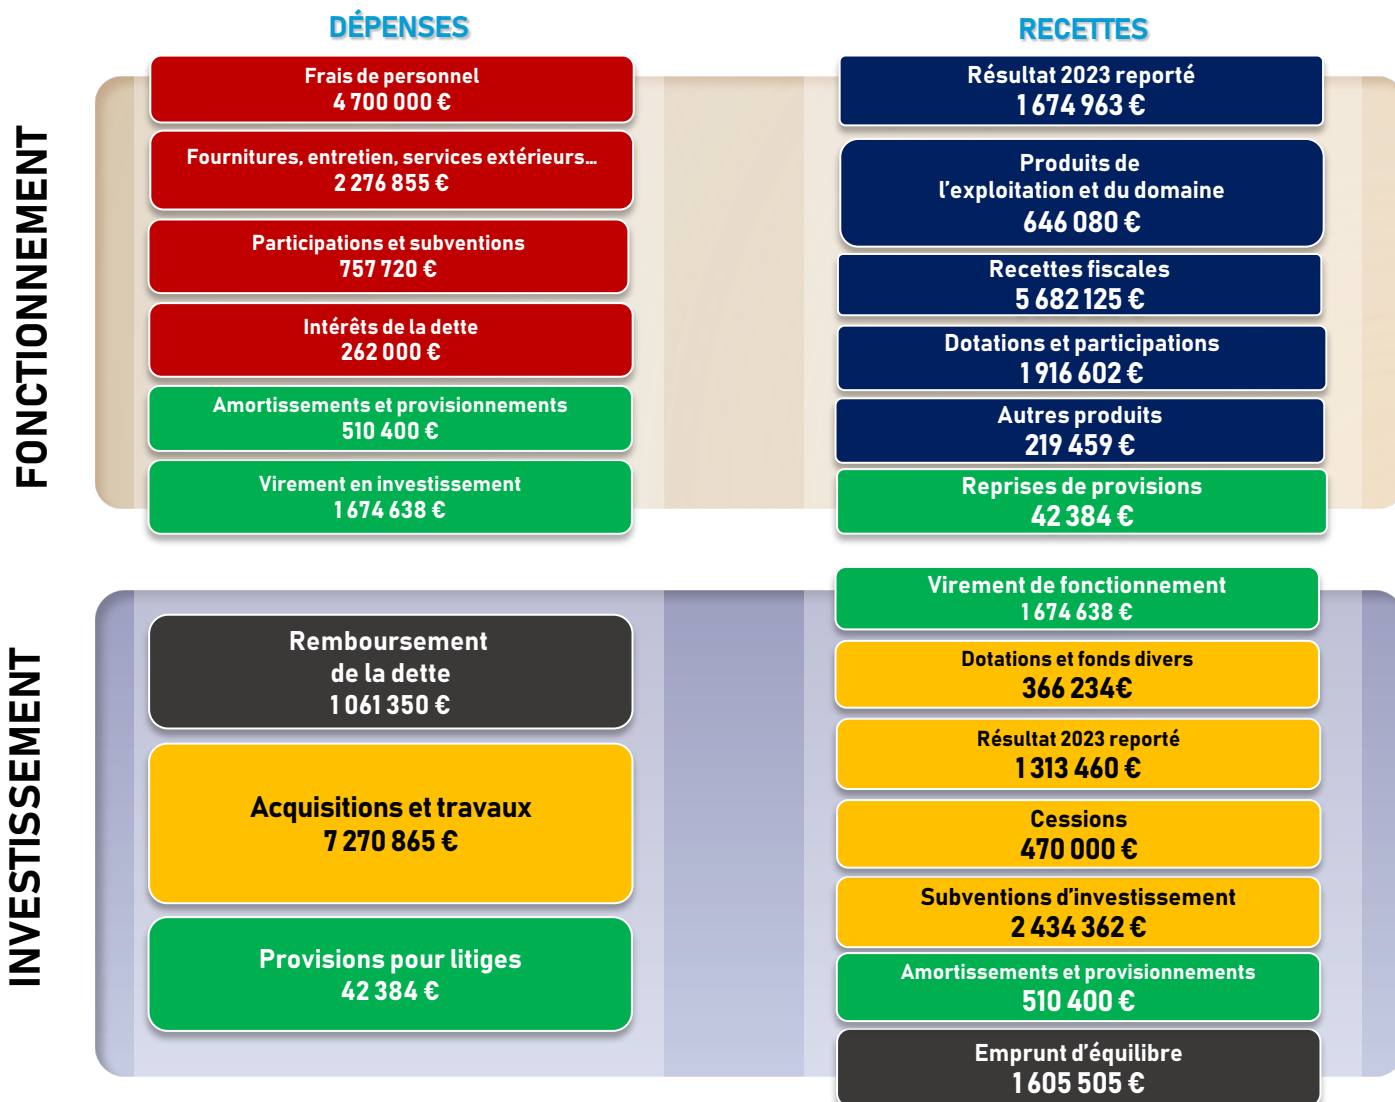 DÉPENSES
RECETTES
FONCTIONNEMENT
Frais de personnel
4 700 000 €
Fournitures, entretien, services extérieurs…
2 276 855 €
Participations et subventions
757 720 €
Intérêts de la dette
262 000 €
Amortissements et provisionnements
510 400 €
Virement en investissement
1 674 638 €
Résultat 2023 reporté
1 674 963 €
Produits de
l’exploitation et du domaine
646 080 €
Recettes fiscales
5 682 125 €
Dotations et participations
1 916 602 €
Autres produits
219 459 €
Reprises de provisions
42 384 €
INVESTISSEMENT
Remboursement
de la dette
1 061 350 €
Acquisitions et travaux
7 270 865 €
Provisions pour litiges
42 384 €
Virement de fonctionnement
1 674 638 €
Dotations et fonds divers
366 234€
Résultat 2023 reporté
1 313 460 €
Cessions
470 000 €
Subventions d’investissement
2 434 362 €
Amortissements et provisionnements
510 400 €
Emprunt d’équilibre
1 605 505 €